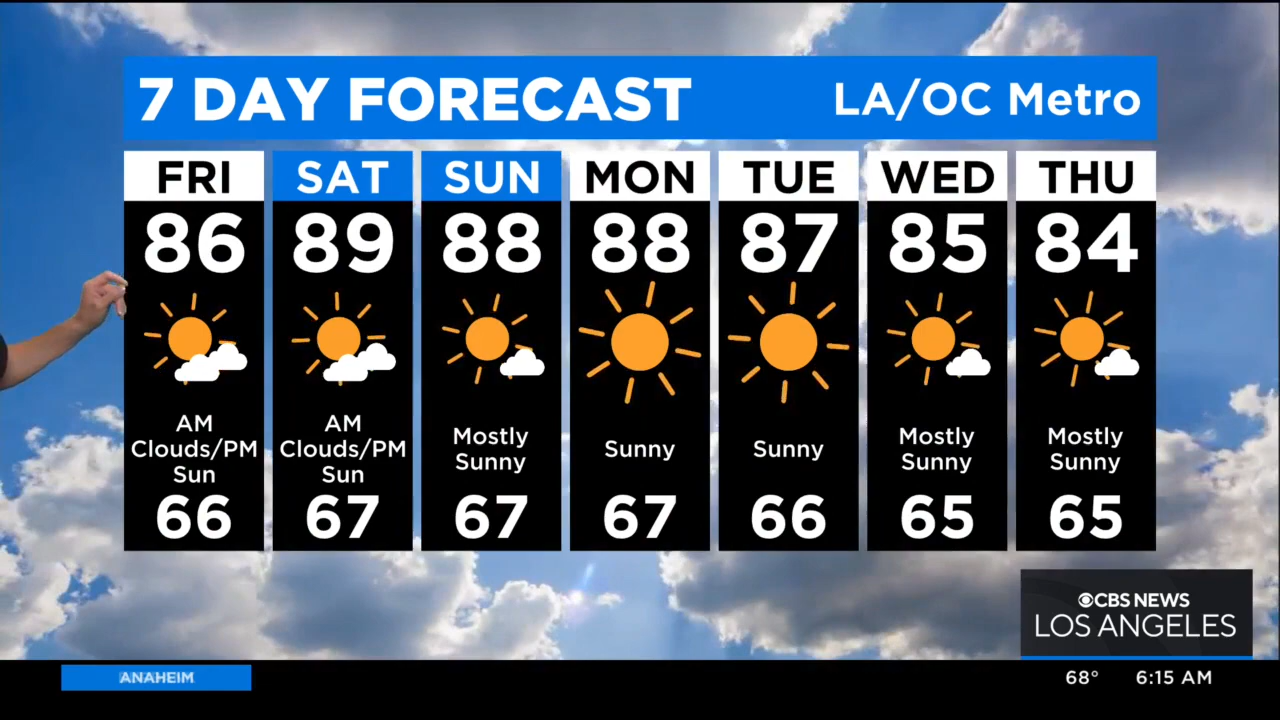 7 DAY FORECAST
LA/OC Metro
FRI
86
AM
Clouds/PM
Sun
66
SAT
89
AM
Clouds/PM
Sun
67
SUN
88
Mostly
Sunny
67
MON
88
Sunny
67
TUE
87
Sunny
66
WED
85
Mostly
Sunny
65
THU
84
Mostly
Sunny
65
CBS NEWS
LOS ANGELES
ANAHEIM
68° 6:15 AM